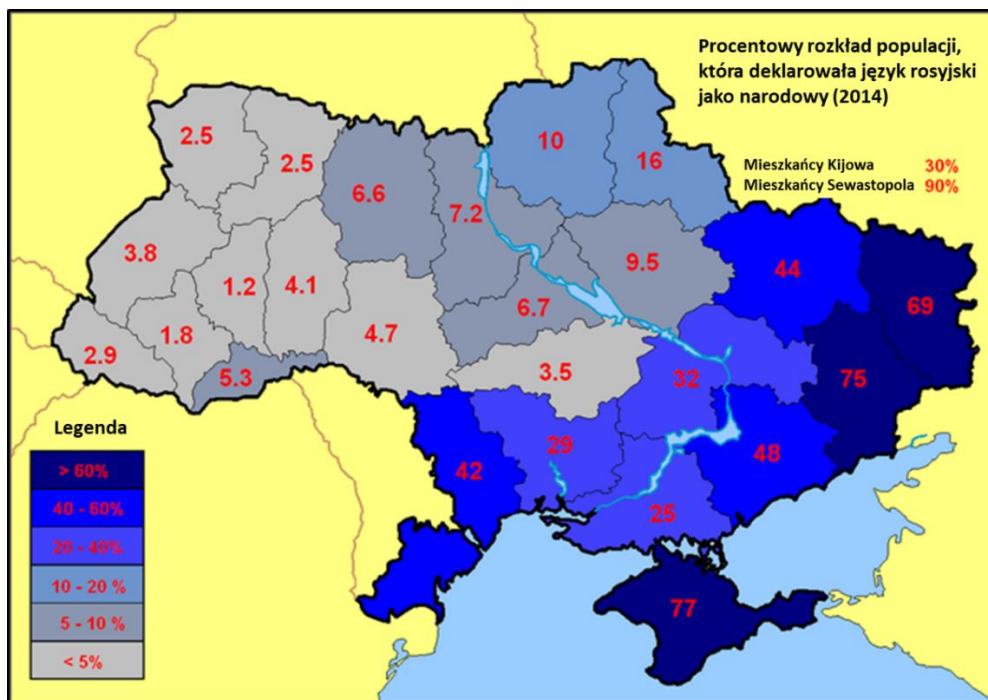 Procentowy rozkład populacji,
która deklarowała język rosyjski
jako narodowy (2014)
Mieszkańcy Kijowa 30%
Mieszkańcy Sewastopola 90%
2.5
2.5
10
16
6.6
7.2
3.8
1.2
4.1
9.5
44
69
2.9
1.8
4.7
6.7
5.3
3.5
32
75
42
29
48
25
77
Legenda
> 60%
40 - 60%
20 - 40%
10 - 20 %
5 - 10 %
< 5%